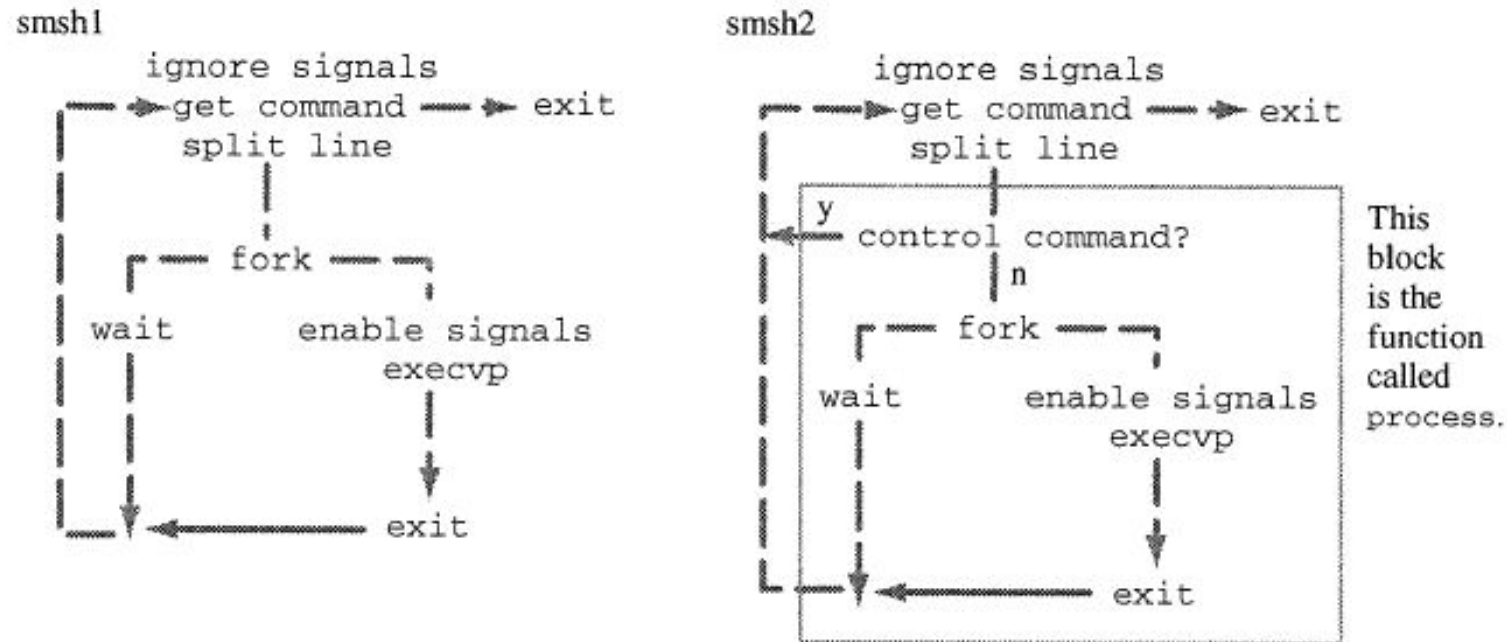 smsh1
ignore signals
get command exit
split line
fork
wait enable signals
execvp
exit
smsh2
ignore signals
get command exit
split line
y
control command?
n
fork
wait enable signals
execvp
exit
This
block
is the
function
called
process.